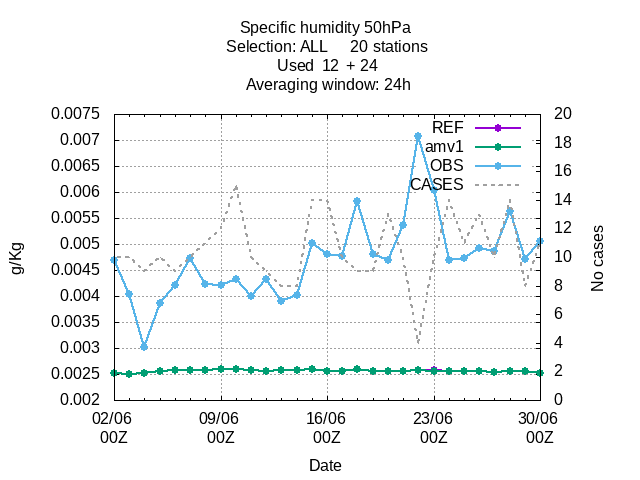 Specific humidity 50hPa
Selection: ALL 20 stations
Used 12 + 24
Averaging window: 24h
REF
amv1
OBS
CASES
g/Kg
0.0075
0.007
0.0065
0.006
0.0055
0.005
0.0045
0.004
0.0035
0.003
0.0025
0.002
20
18
16
14
12
10
8
6
4
2
0
No cases
02/06 09/06 16/06 23/06 30/06
00Z 00Z 00Z 00Z 00Z
Date